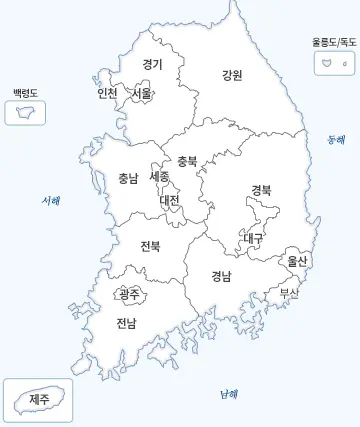 울릉도/독도
경기
강원
백령도
인천
서울
동해
충북
충남
세종
경북
대전
서해
대구
전북
울산
경남
부산
광주
전남
남해
제주